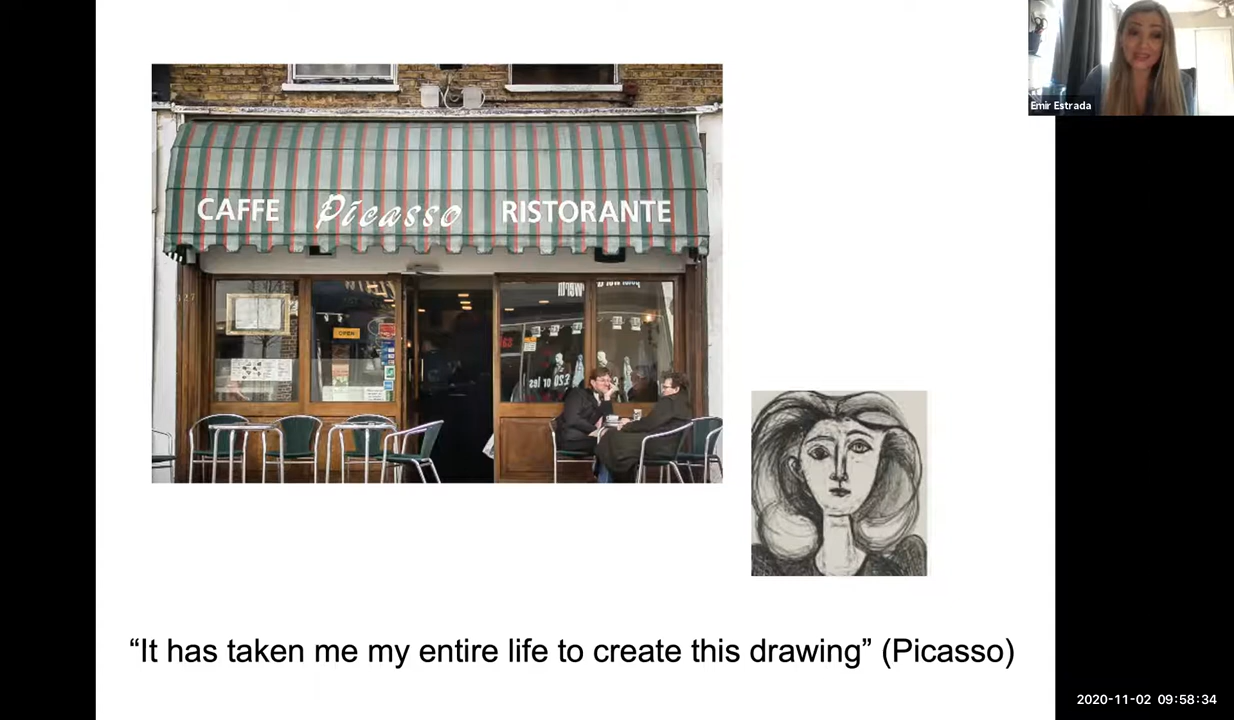 Emir Estrada
CAFFE Picasso RISTORANTE
OPEN
“It has taken me my entire life to create this drawing” (Picasso)
2020-11-02 09:58:34